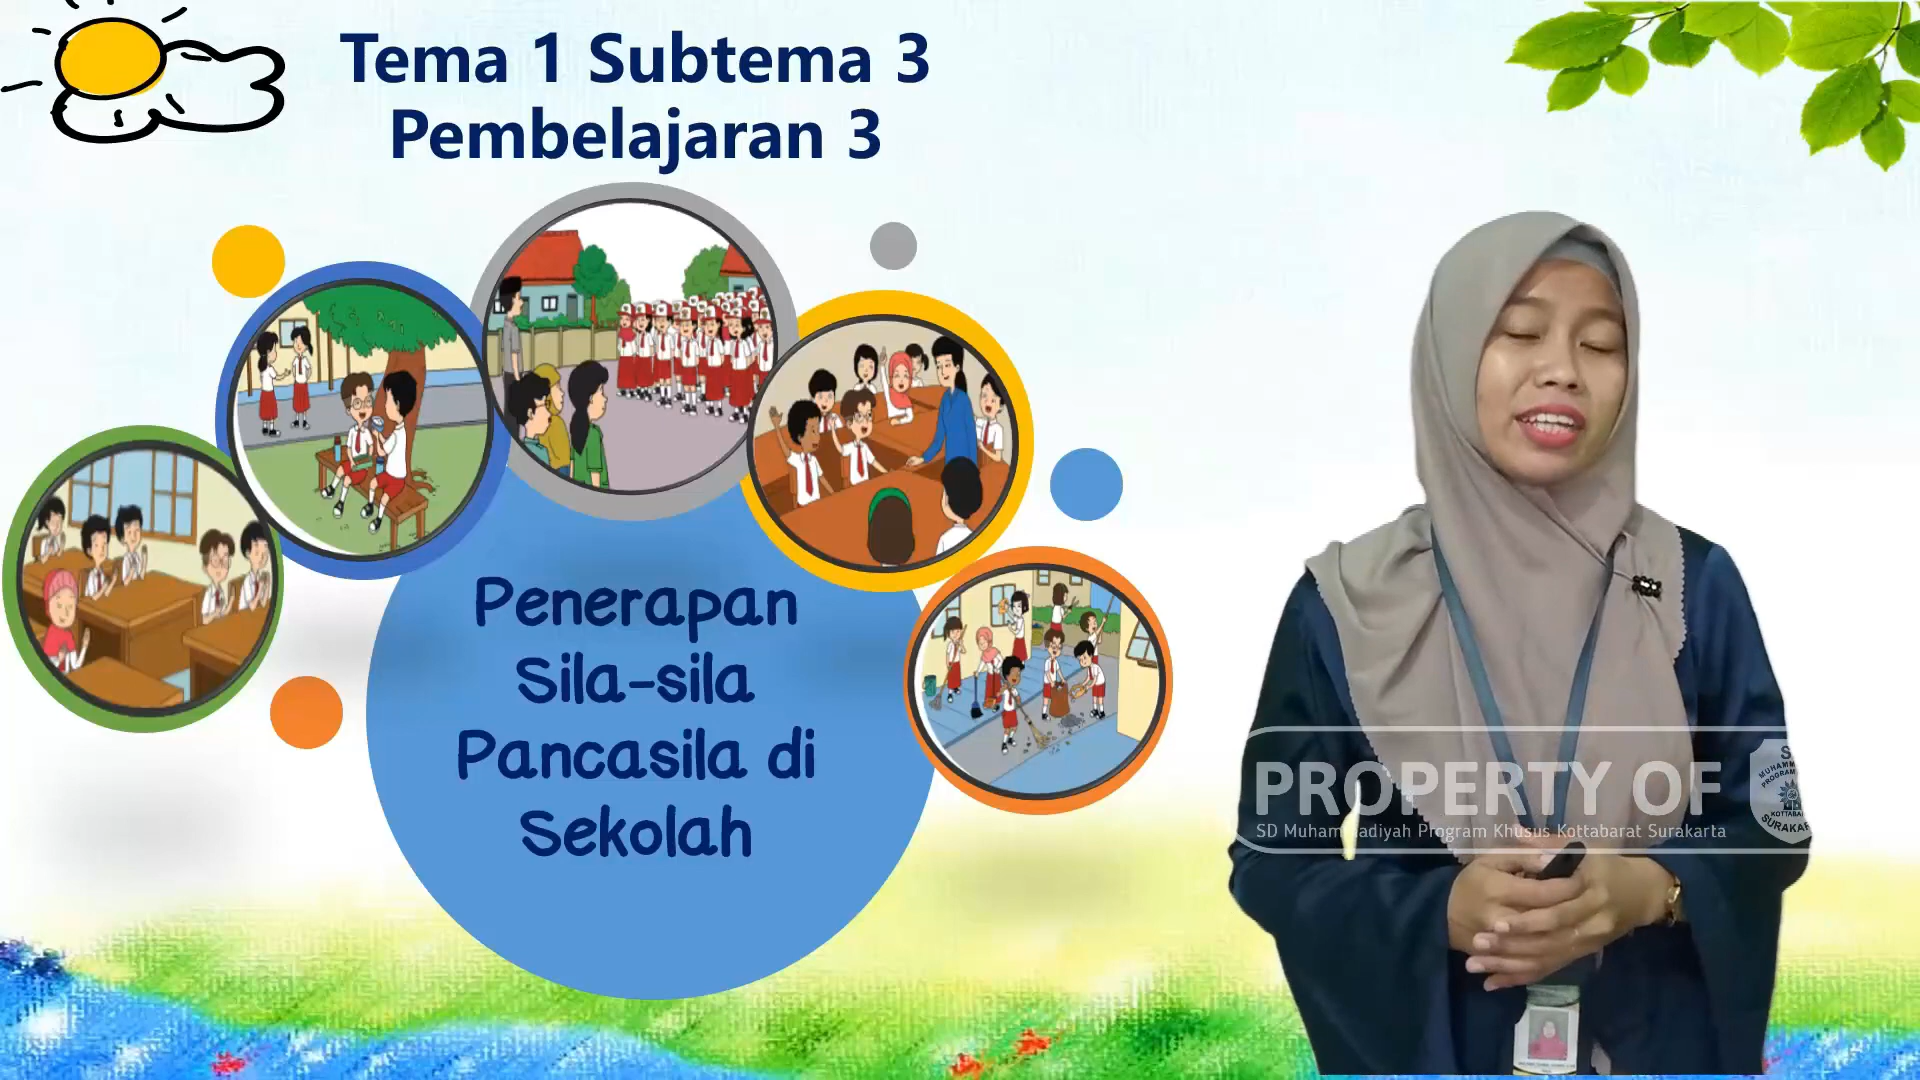 Tema 1 Subtema 3
Pembelajaran 3
Penerapan
Sila-sila
Pancasila di
Sekolah
PROPERTY OF
SD Muhammadiyah Program Khusus Kottabarat Surakarta